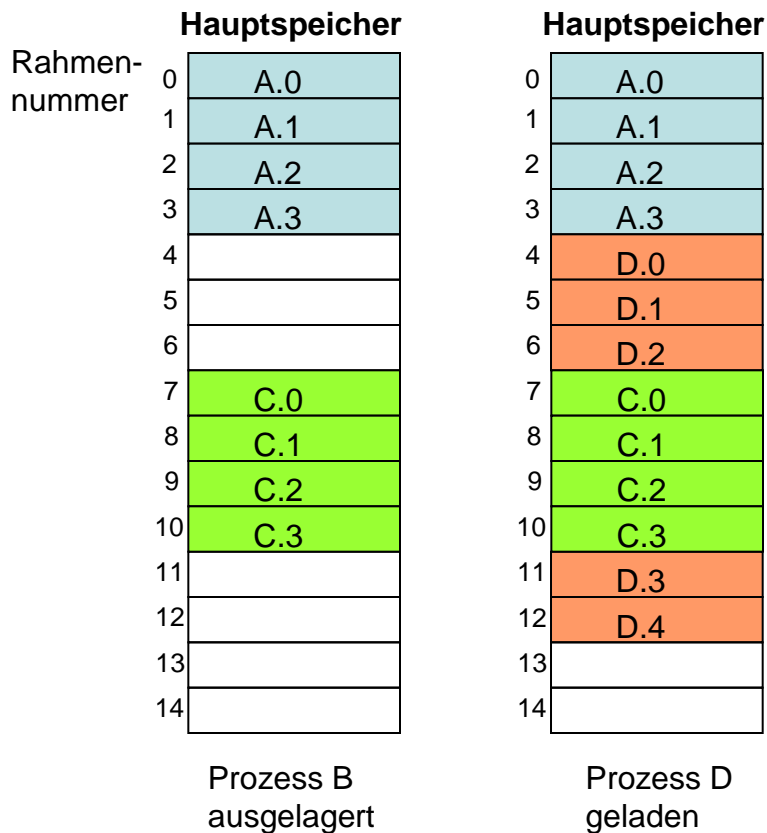 Hauptspeicher
Hauptspeicher
Rahmen-
nummer
0 A.0
1 A.1
2 A.2
3 A.3
4
5
6
7 C.0
8 C.1
9 C.2
10 C.3
11
12
13
14
0 A.0
1 A.1
2 A.2
3 A.3
4 D.0
5 D.1
6 D.2
7 C.0
8 C.1
9 C.2
10 C.3
11 D.3
12 D.4
13
14
Prozess B
ausgelagert
Prozess D
geladen